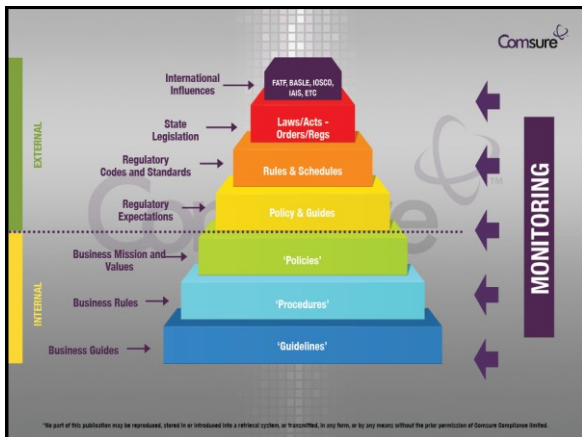 Comsure
International
Influences
FATF, BASLE, IOSCO,
IAIS, ETC
State
Legislation
Laws/Acts -
Orders/Regs
Regulatory
Codes and Standards
Rules & Schedules
Regulatory
Expectations
Policy & Guides
Business Mission and
Values
'Policies'
Business Rules
'Procedures'
Business Guides
'Guidelines'
EXTERNAL
INTERNAL
MONITORING
Comsure
TM
"No part of this publication may be reproduced, stored in or introduced into a retrieval system, or transmitted, in any form, or by any means without the prior permission of Comsure Compliance limited.